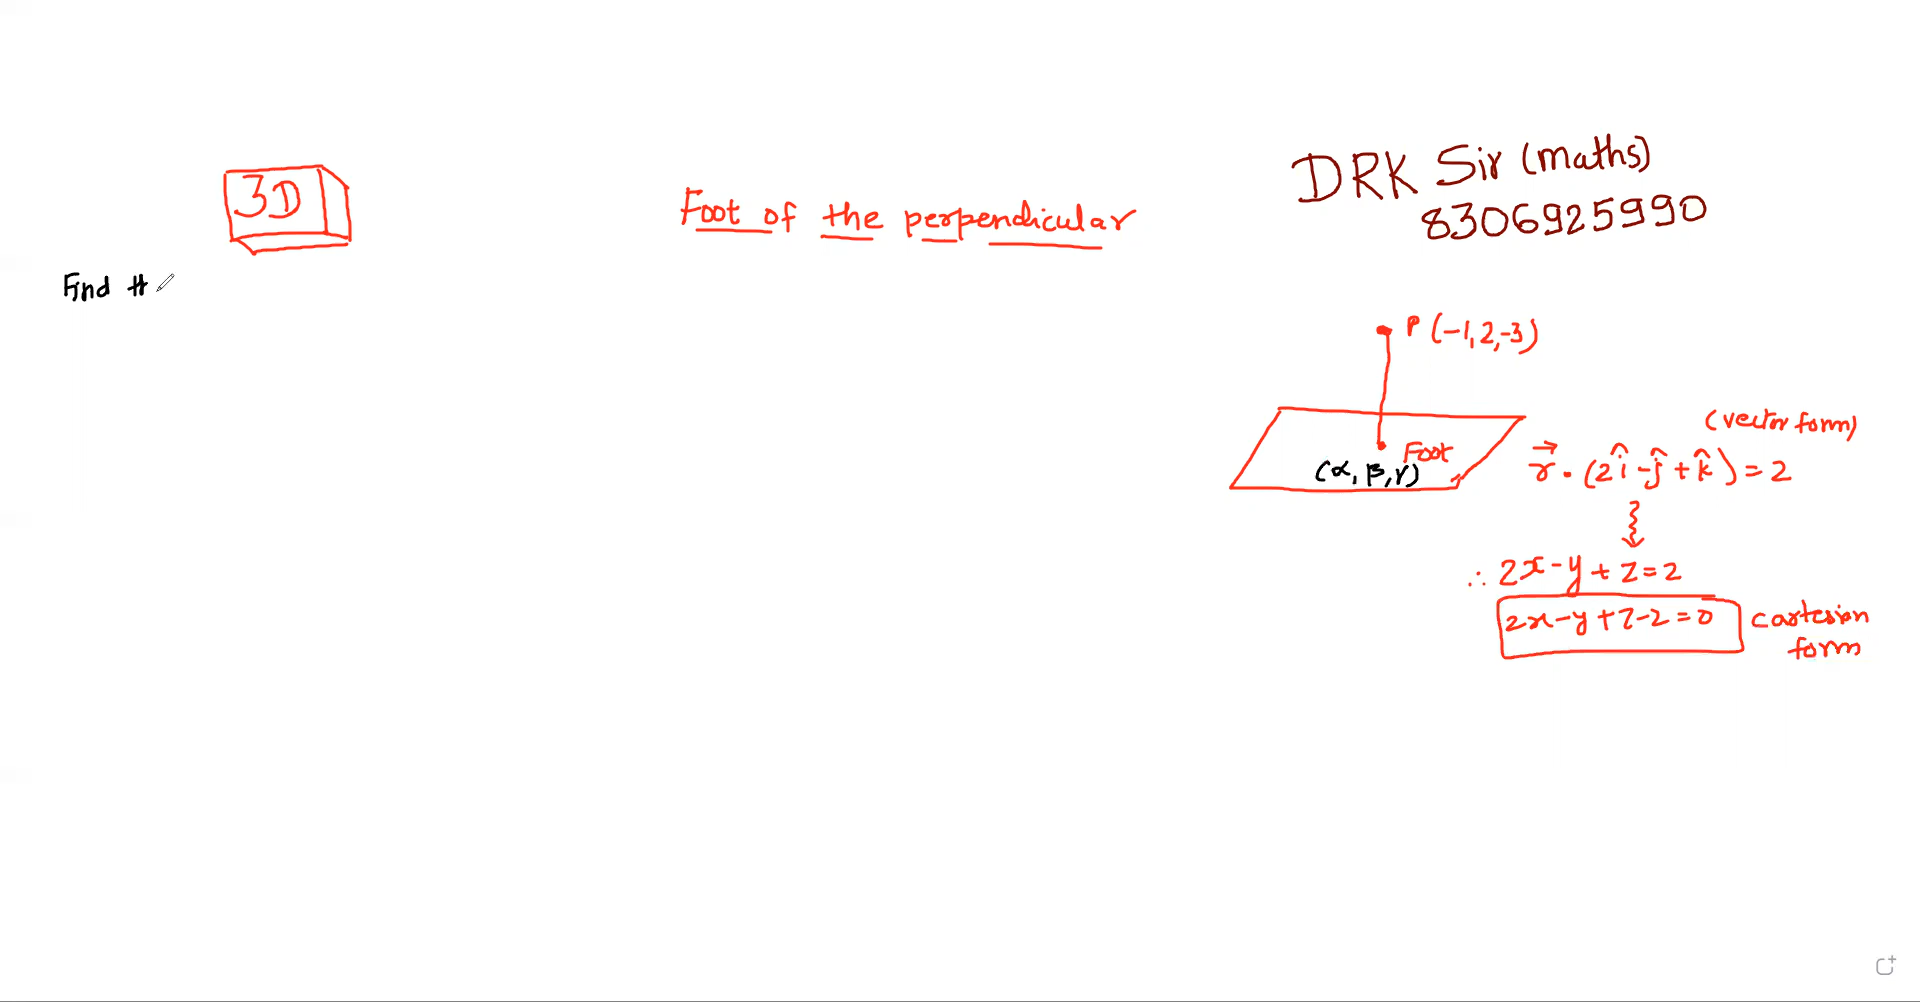 3D
Foot of the perpendicular
DRK Sir (maths)
8306925990
Find
P (-1, 2, -3)
Foot
(α, β, γ)
(vector form)
r⃗ · (2î - ĵ + k̂) = 2
∴ 2x - y + z = 2
2x - y + z - 2 = 0
cartesian
form